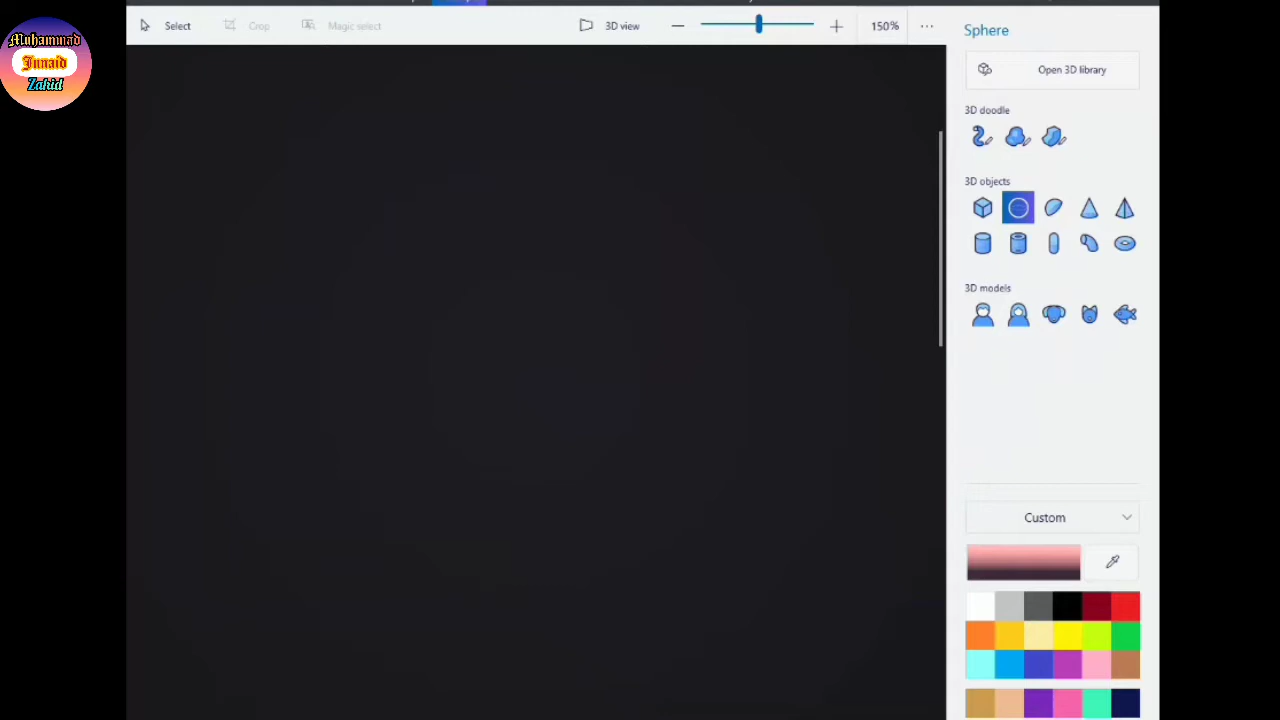 Muhammad
Junaid
Zahid
Select
Crop
Magic select
3D view
150%
Sphere
Open 3D library
3D doodle
3D objects
3D models
Custom